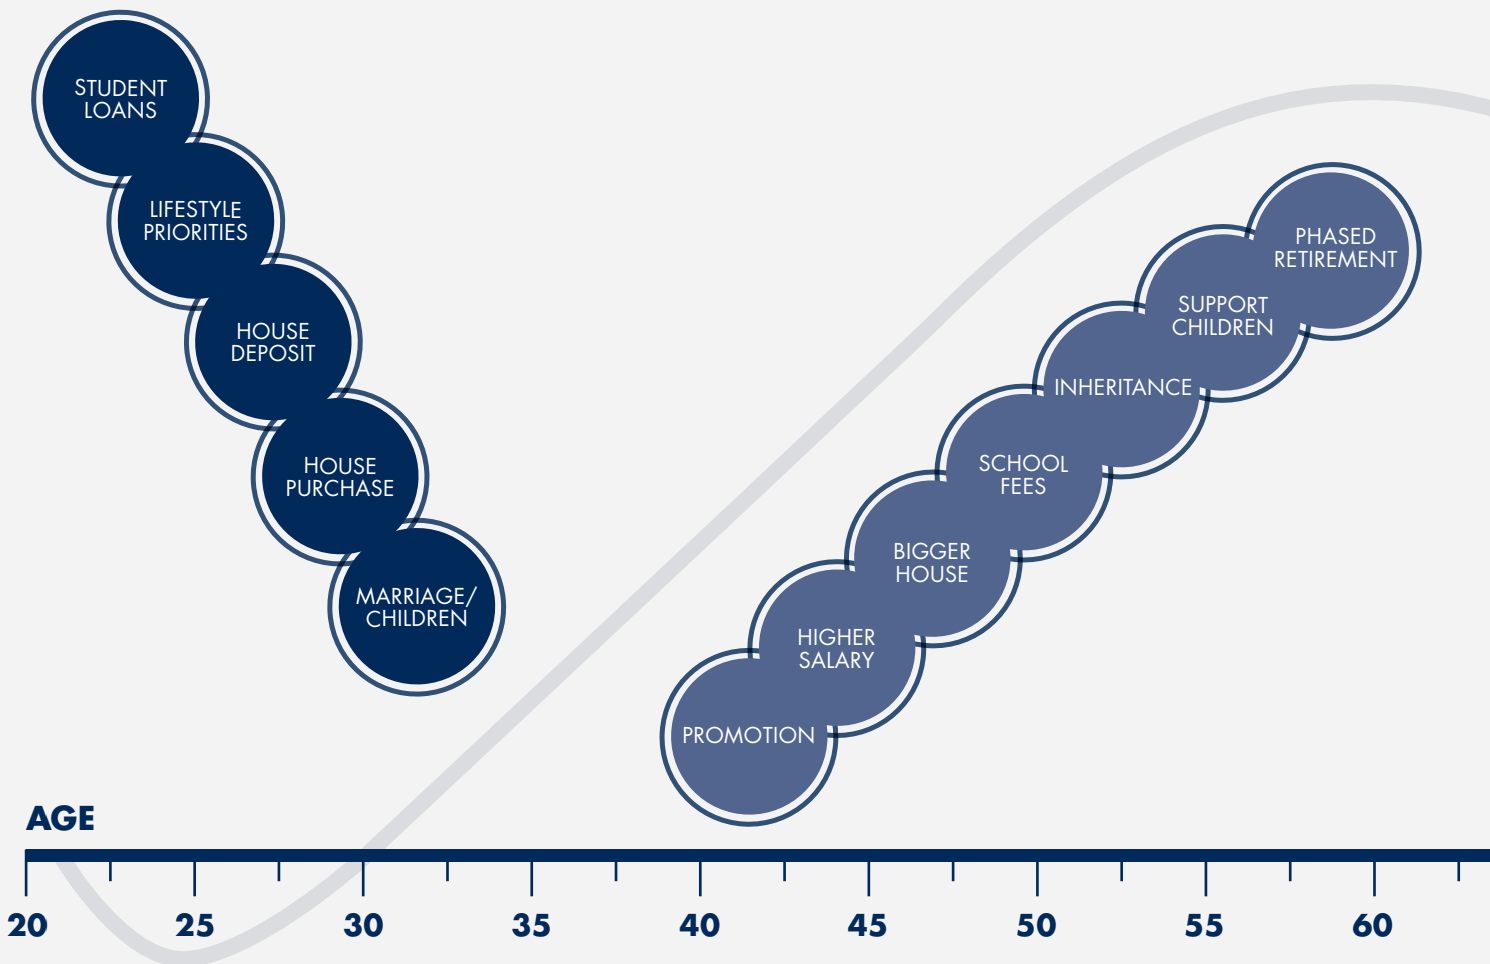 STUDENT
LOANS
LIFESTYLE
PRIORITIES
HOUSE
DEPOSIT
HOUSE
PURCHASE
MARRIAGE/
CHILDREN
PROMOTION
HIGHER
SALARY
BIGGER
HOUSE
SCHOOL
FEES
INHERITANCE
SUPPORT
CHILDREN
PHASED
RETIREMENT
AGE
20 25 30 35 40 45 50 55 60